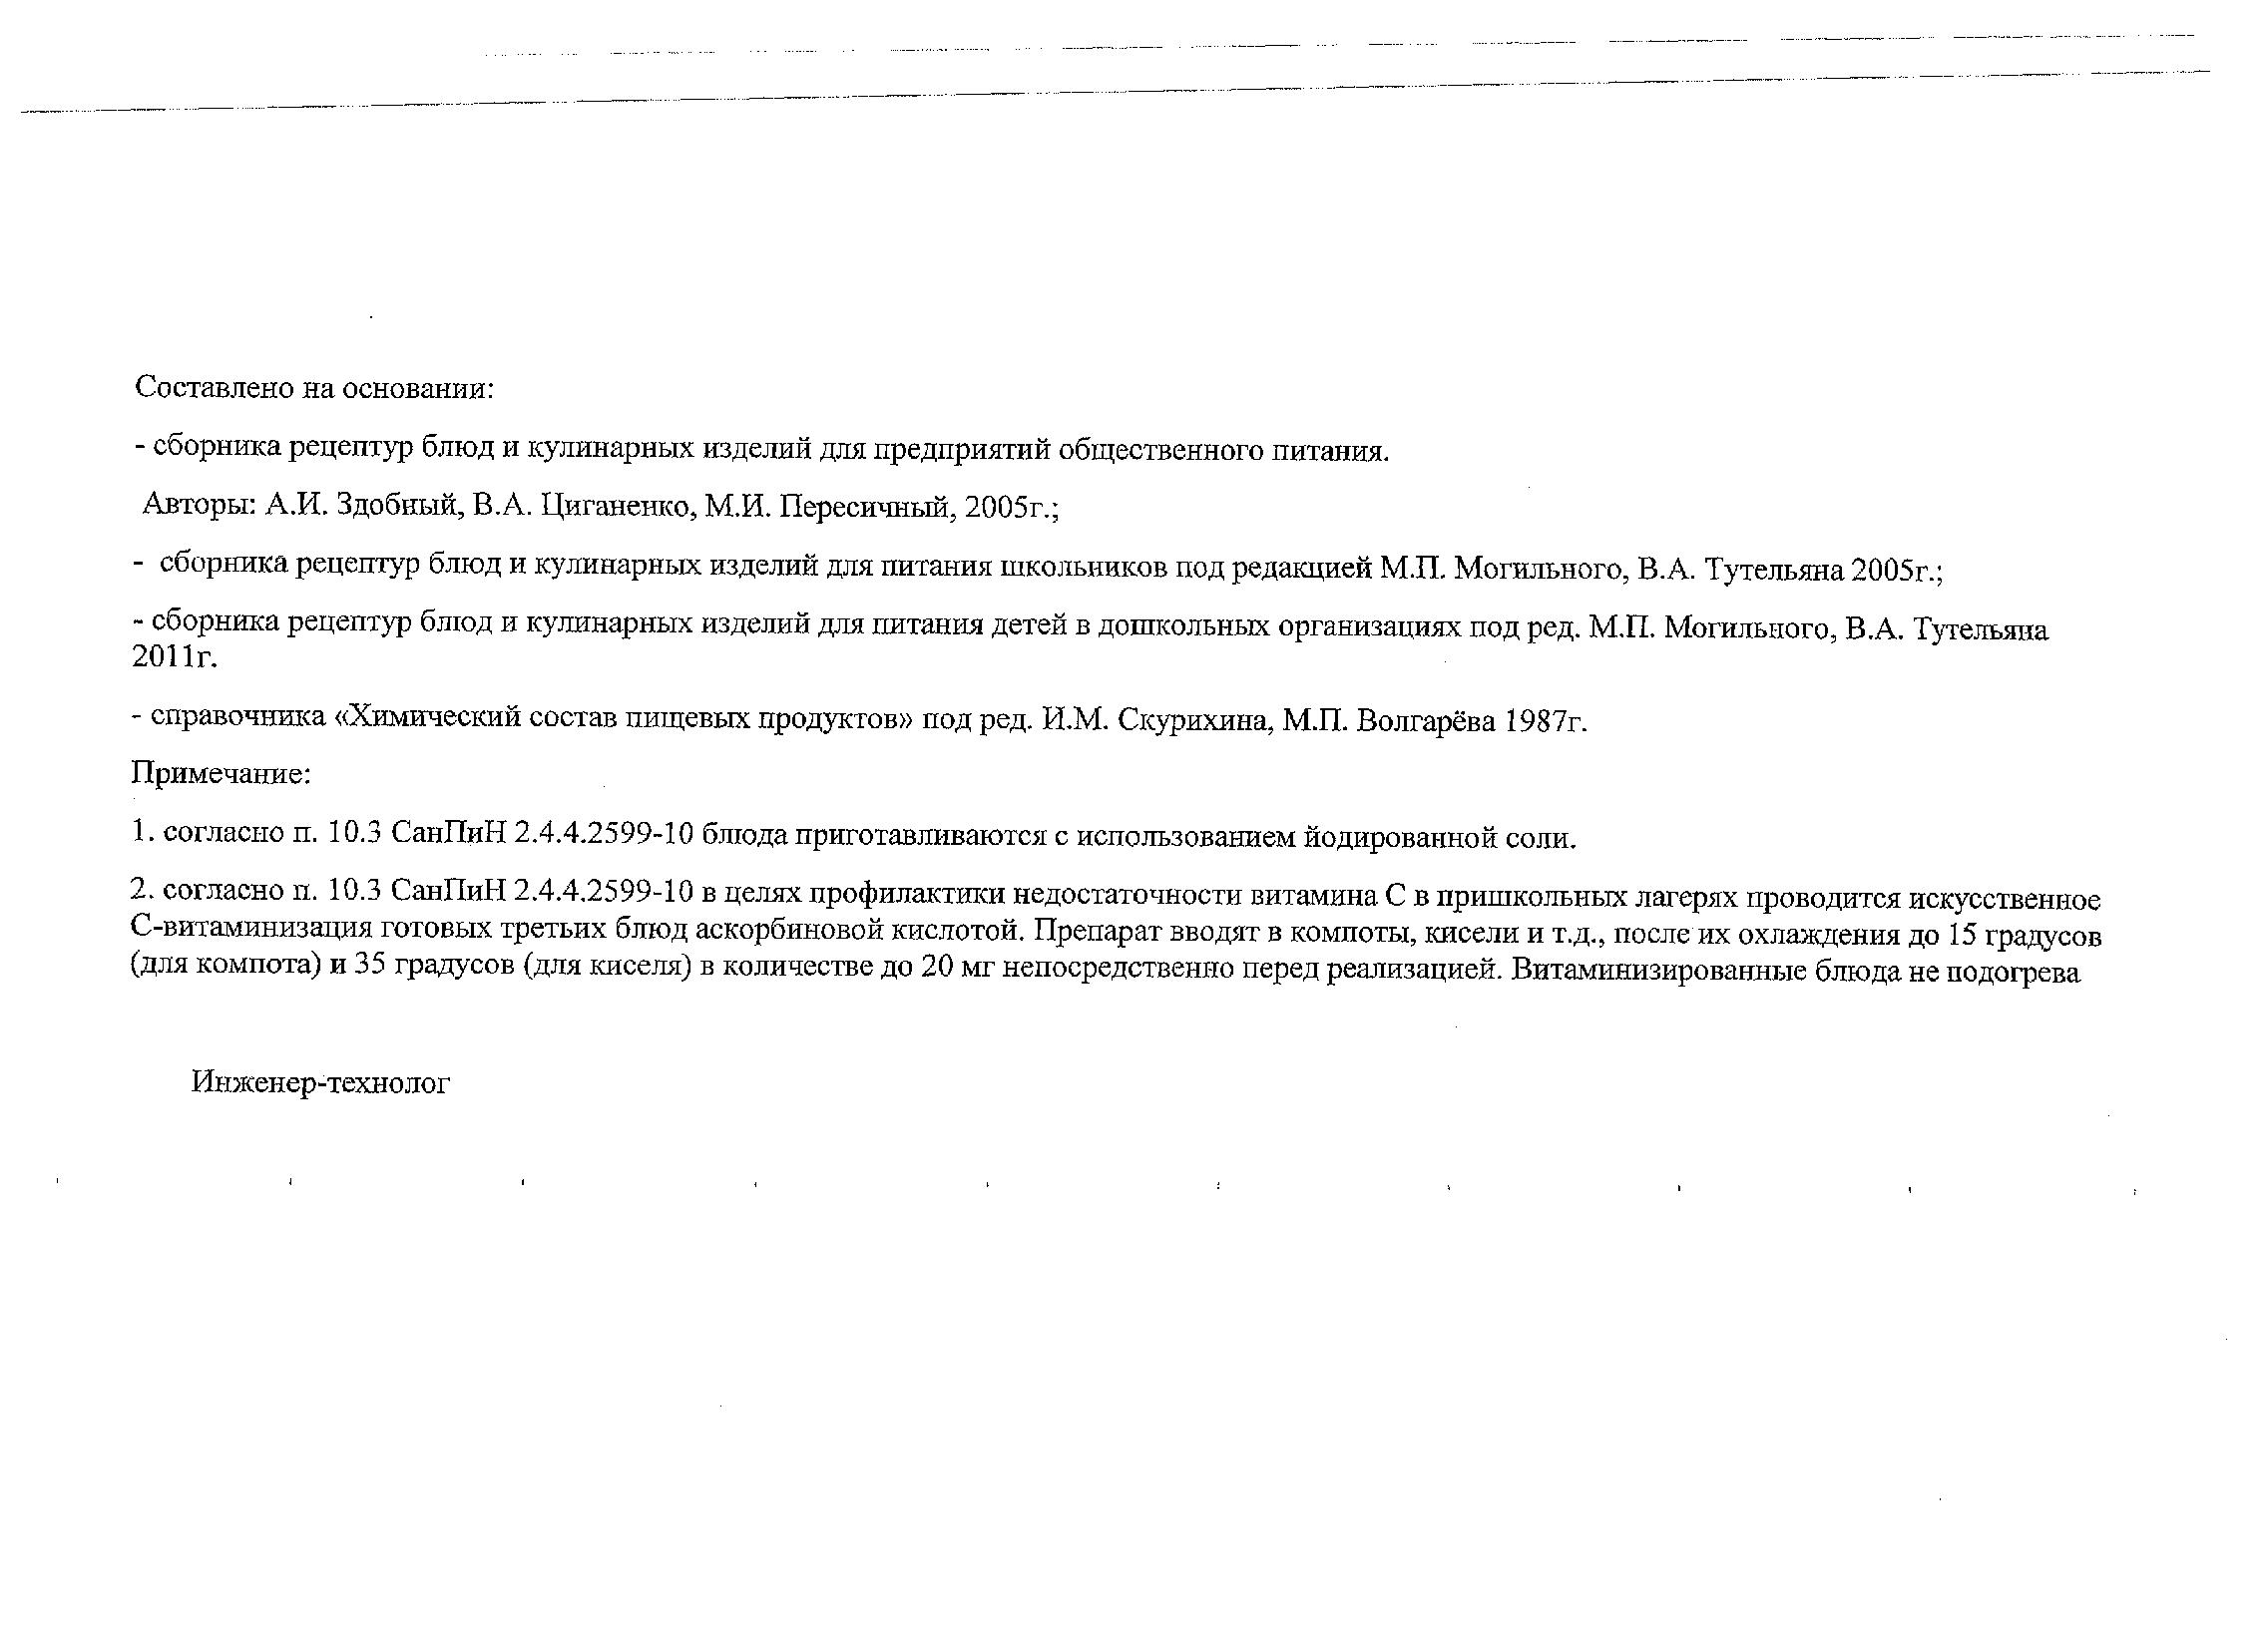 Составлено на основании:
- сборника рецептур блюд и кулинарных изделий для предприятий общественного питания.
Авторы: А.И. Здобный, В.А. Циганенко, М.И. Пересичный, 2005г.;
- сборника рецептур блюд и кулинарных изделий для питания школьников под редакцией М.П. Могильного, В.А. Тутельяна 2005г.;
- сборника рецептур блюд и кулинарных изделий для питания детей в дошкольных организациях под ред. М.П. Могильного, В.А. Тутельяна
2011г.
- справочника «Химический состав пищевых продуктов» под ред. И.М. Скурихина, М.П. Волгарёва 1987г.
Примечание:
1. согласно п. 10.3 СанПиН 2.4.4.2599-10 блюда приготавливаются с использованием йодированной соли.
2. согласно п. 10.3 СанПиН 2.4.4.2599-10 в целях профилактики недостаточности витамина С в пришкольных лагерях проводится искусственное
С-витаминизация готовых третьих блюд аскорбиновой кислотой. Препарат вводят в компоты, кисели и т.д., после их охлаждения до 15 градусов
(для компота) и 35 градусов (для киселя) в количестве до 20 мг непосредственно перед реализацией. Витаминизированные блюда не подогрева
Инженер-технолог